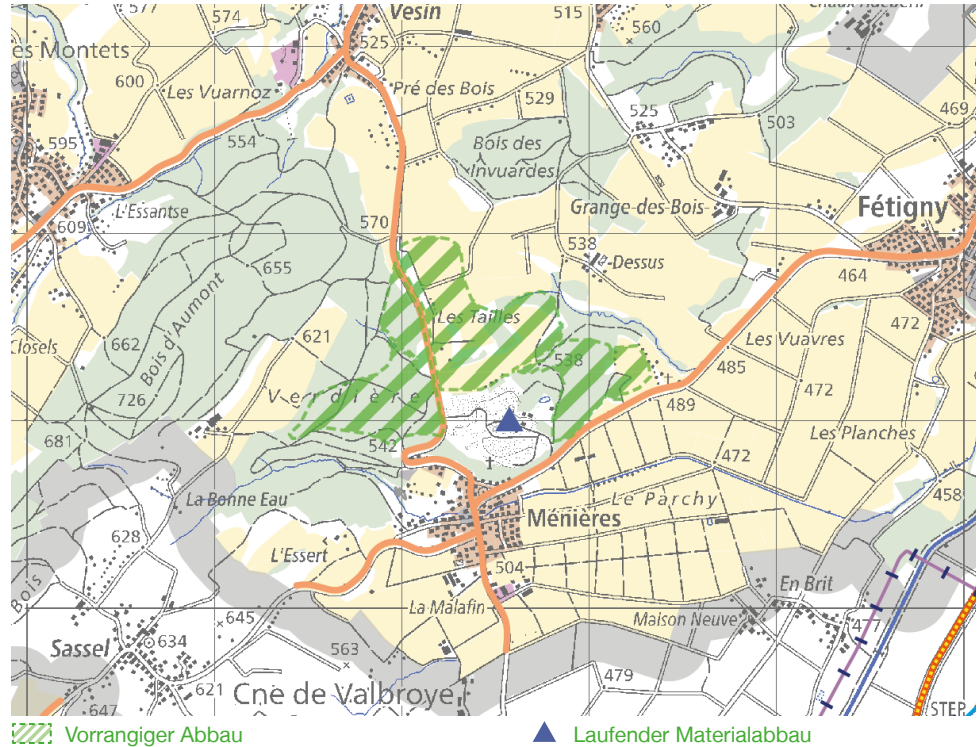 577
574
Vesin
515
560
es Montets
525
600
Les Vuarnoz
Pré des Bois
529
469
525
503
554
595
Bois des
Invuardes
L'Essantse
Grange-des-Bois
Fétigny
609
570
538
Dessus
464
655
Les Tailles
472
Closels
662
621
Bois d'Aumont
538
Les Vuavres
485
726
Verdière
489
472
681
542
Les Planches
472
458
La Bonne Eau
Le Parchy
Ménières
628
L'Essert
504
En Brit
Bois
La Malafin
Maison Neuve
477
645
Sassel
634
563
621
479
Cne de Valbroye
647
STEP
Vorrangiger Abbau
Laufender Materialabbau